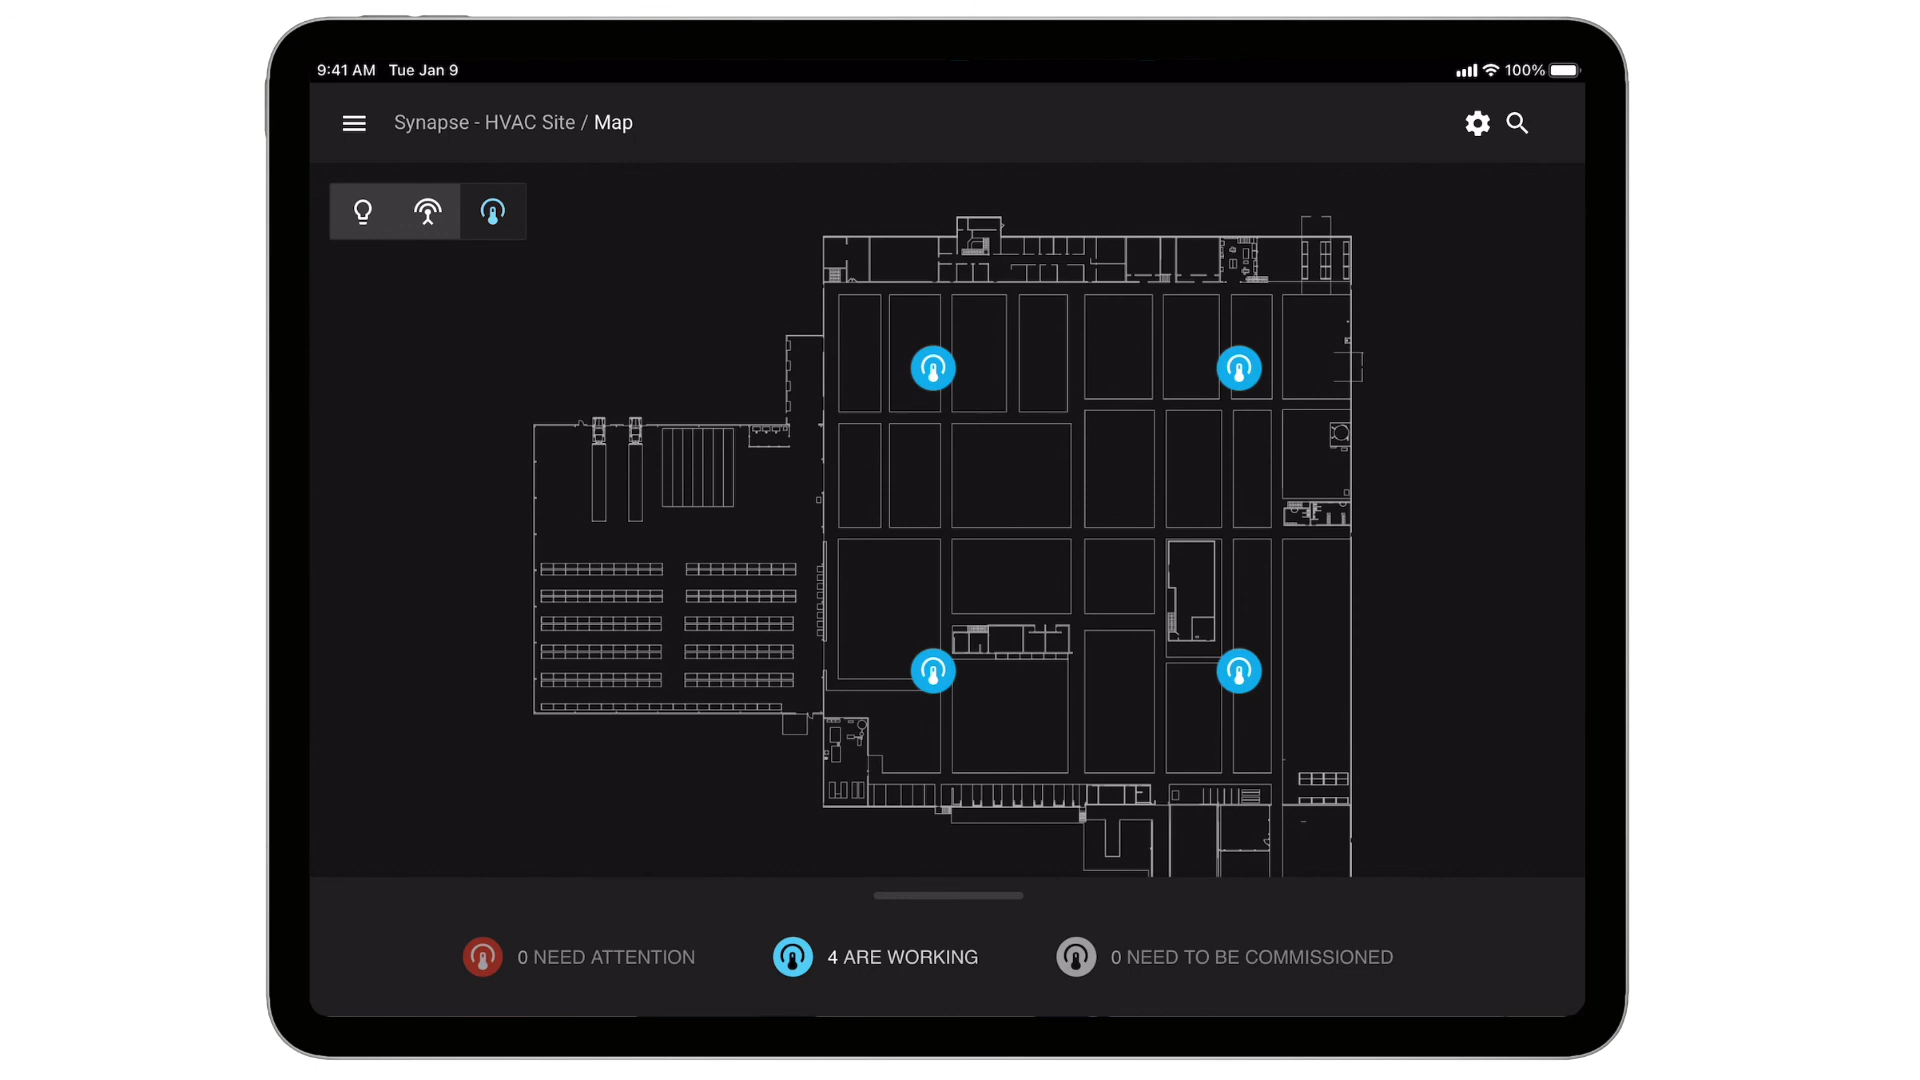 9:41 AM Tue Jan 9 100%
Synapse - HVAC Site / Map
0 NEED ATTENTION 4 ARE WORKING 0 NEED TO BE COMMISSIONED